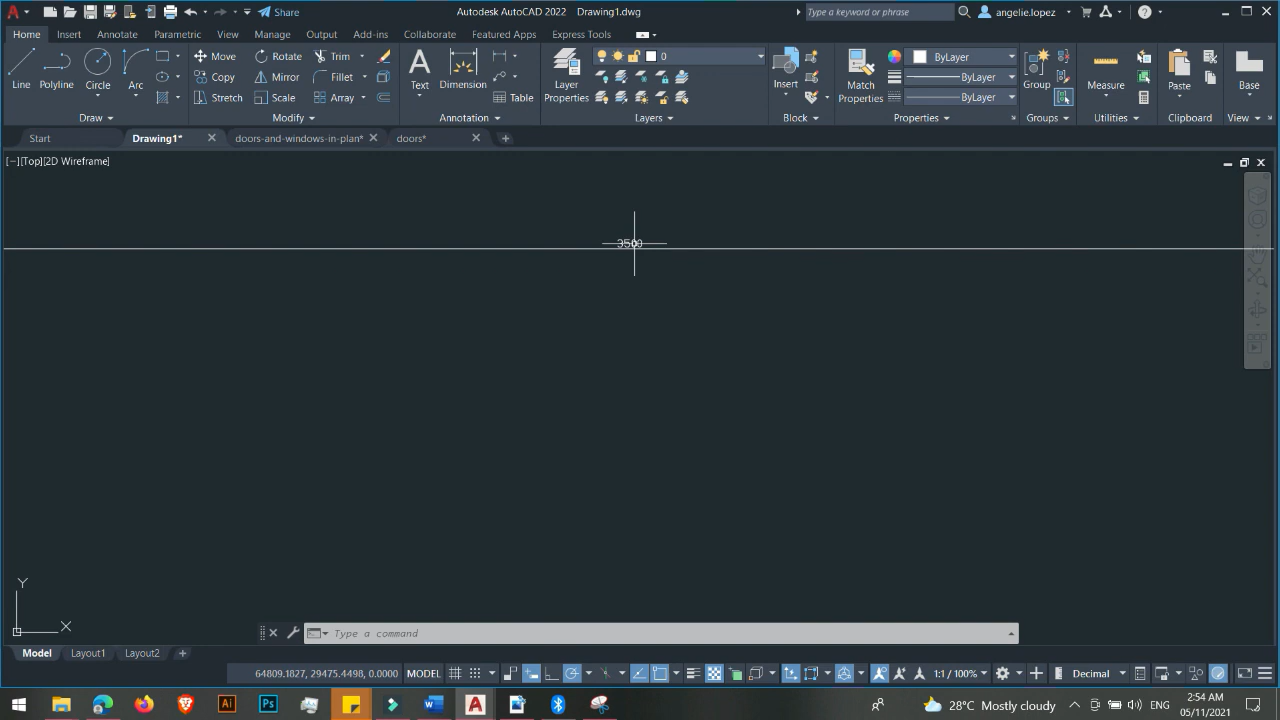 Share
Autodesk AutoCAD 2022 Drawing1.dwg
Type a keyword or phrase
angelie.lopez
Home Insert Annotate Parametric View Manage Output Add-ins Collaborate Featured Apps Express Tools
Line Polyline Circle Arc
Move Rotate Trim
Copy Mirror Fillet
Stretch Scale Array
Text Dimension Table
Layer Properties
0
Insert
Match Properties
ByLayer
ByLayer
ByLayer
Group
Measure
Paste
Base
Draw Modify Annotation Layers Block Properties Groups Utilities Clipboard View
Start Drawing1* doors-and-windows-in-plan* doors*
[−][Top][2D Wireframe]
3500
Y
X
Type a command
Model Layout1 Layout2
64809.1827, 29475.4498, 0.0000 MODEL 1:1 / 100% Decimal
28°C Mostly cloudy ENG
2:54 AM
05/11/2021